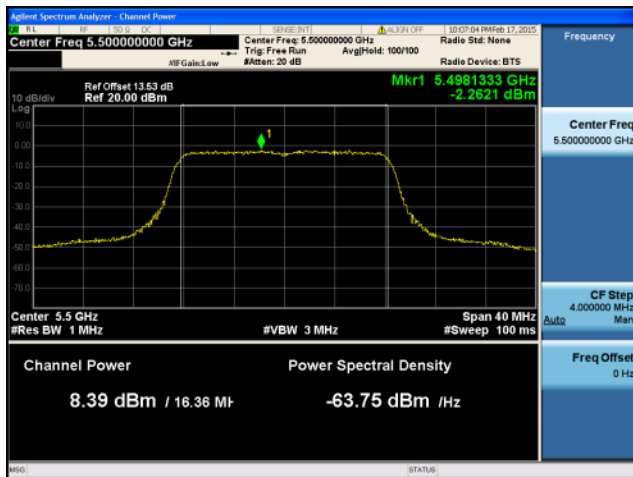 Agilent Spectrum Analyzer - Channel Power
RL RF 50 Ω DC SENSE:INT ALIGN OFF 10:07:04 PMFeb 17, 2015
Center Freq 5.500000000 GHz
Center Freq: 5.500000000 GHz
Radio Std: None
Trig: Free Run Avg|Hold: 100/100
#IFGain:Low #Atten: 20 dB Radio Device: BTS
Mkr1 5.4981333 GHz
-2.2621 dBm
Ref Offset 13.53 dB
10 dB/div Ref 20.00 dBm
Log
10.0
0.00
-10.0
-20.0
-30.0
-40.0
-50.0
-60.0
-70.0
1
Center 5.5 GHz Span 40 MHz
#Res BW 1 MHz #VBW 3 MHz #Sweep 100 ms
Channel Power Power Spectral Density
8.39 dBm / 16.36 MH -63.75 dBm /Hz
MSG STATUS
Frequency
Center Freq
5.500000000 GHz
CF Step
4.000000 MHz
Auto Man
Freq Offset
0 Hz